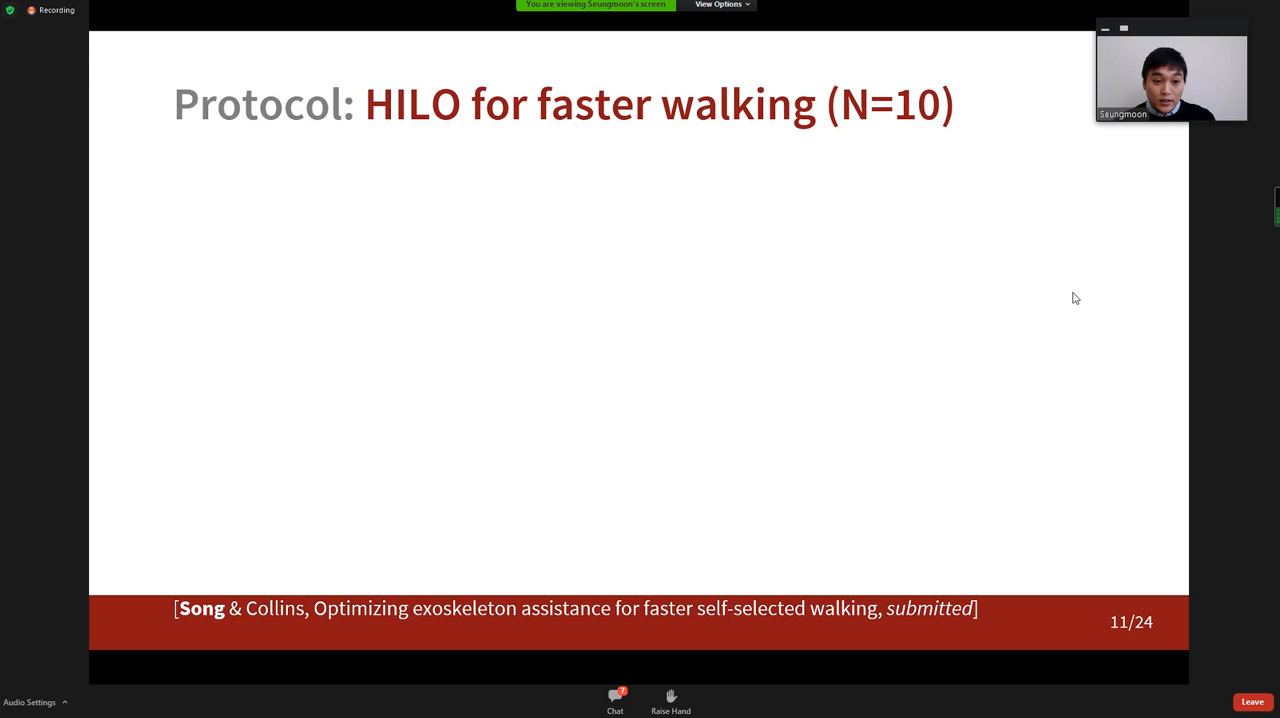 Recording
You are viewing Seungmoon's screen
View Options
Seungmoon
Protocol: HILO for faster walking (N=10)
[Song & Collins, Optimizing exoskeleton assistance for faster self-selected walking, submitted]
11/24
Audio Settings
7
Chat
Raise Hand
Leave